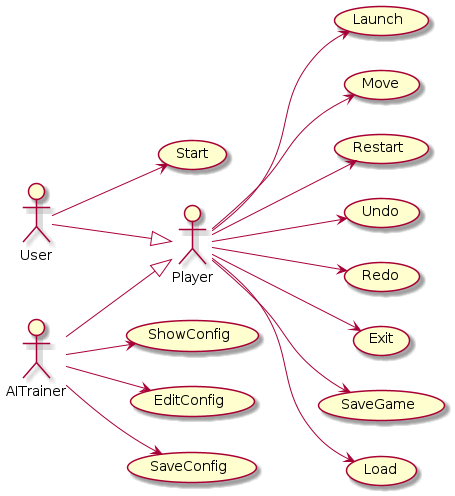 Launch
Move
Restart
Start
Undo
User
Player
Redo
ShowConfig
Exit
AITrainer
EditConfig
SaveGame
SaveConfig
Load